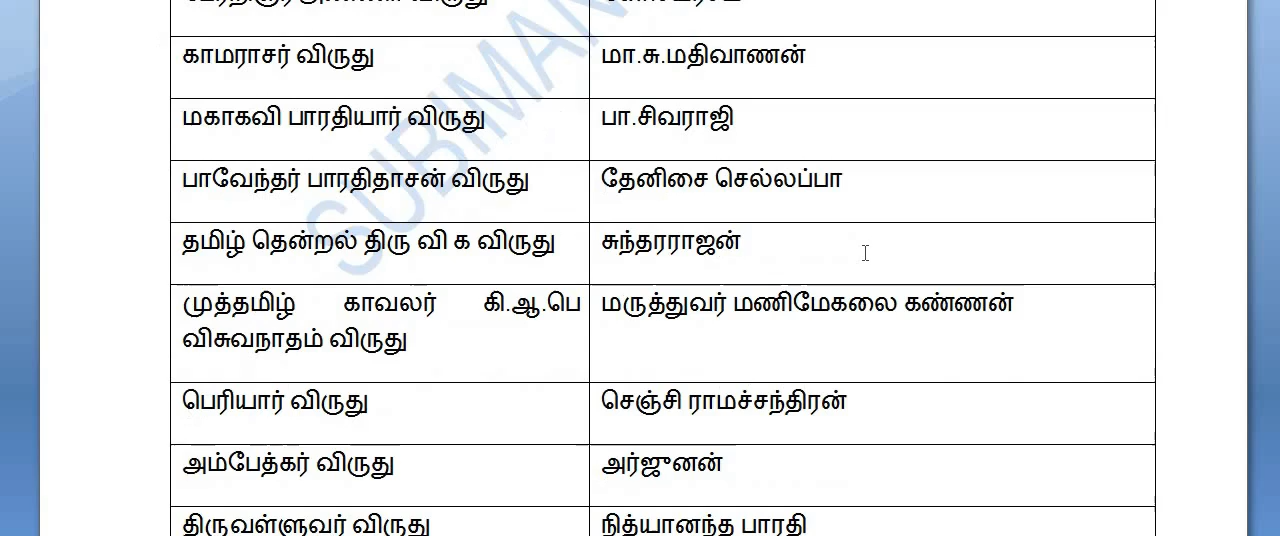 காமராசர் விருது மா.சு.மதிவாணன்
மகாகவி பாரதியார் விருது பா.சிவராஜி
பாவேந்தர் பாரதிதாசன் விருது தேனிசை செல்லப்பா
தமிழ் தென்றல் திரு வி க விருது சுந்தரராஜன்
முத்தமிழ் காவலர் கி.ஆ.பெ மருத்துவர் மணிமேகலை கண்ணன்
விசுவநாதம் விருது
பெரியார் விருது செஞ்சி ராமச்சந்திரன்
அம்பேத்கர் விருது அர்ஜுனன்
திருவள்ளுவர் விருது நித்யானந்த பாரதி
SUBIMAN